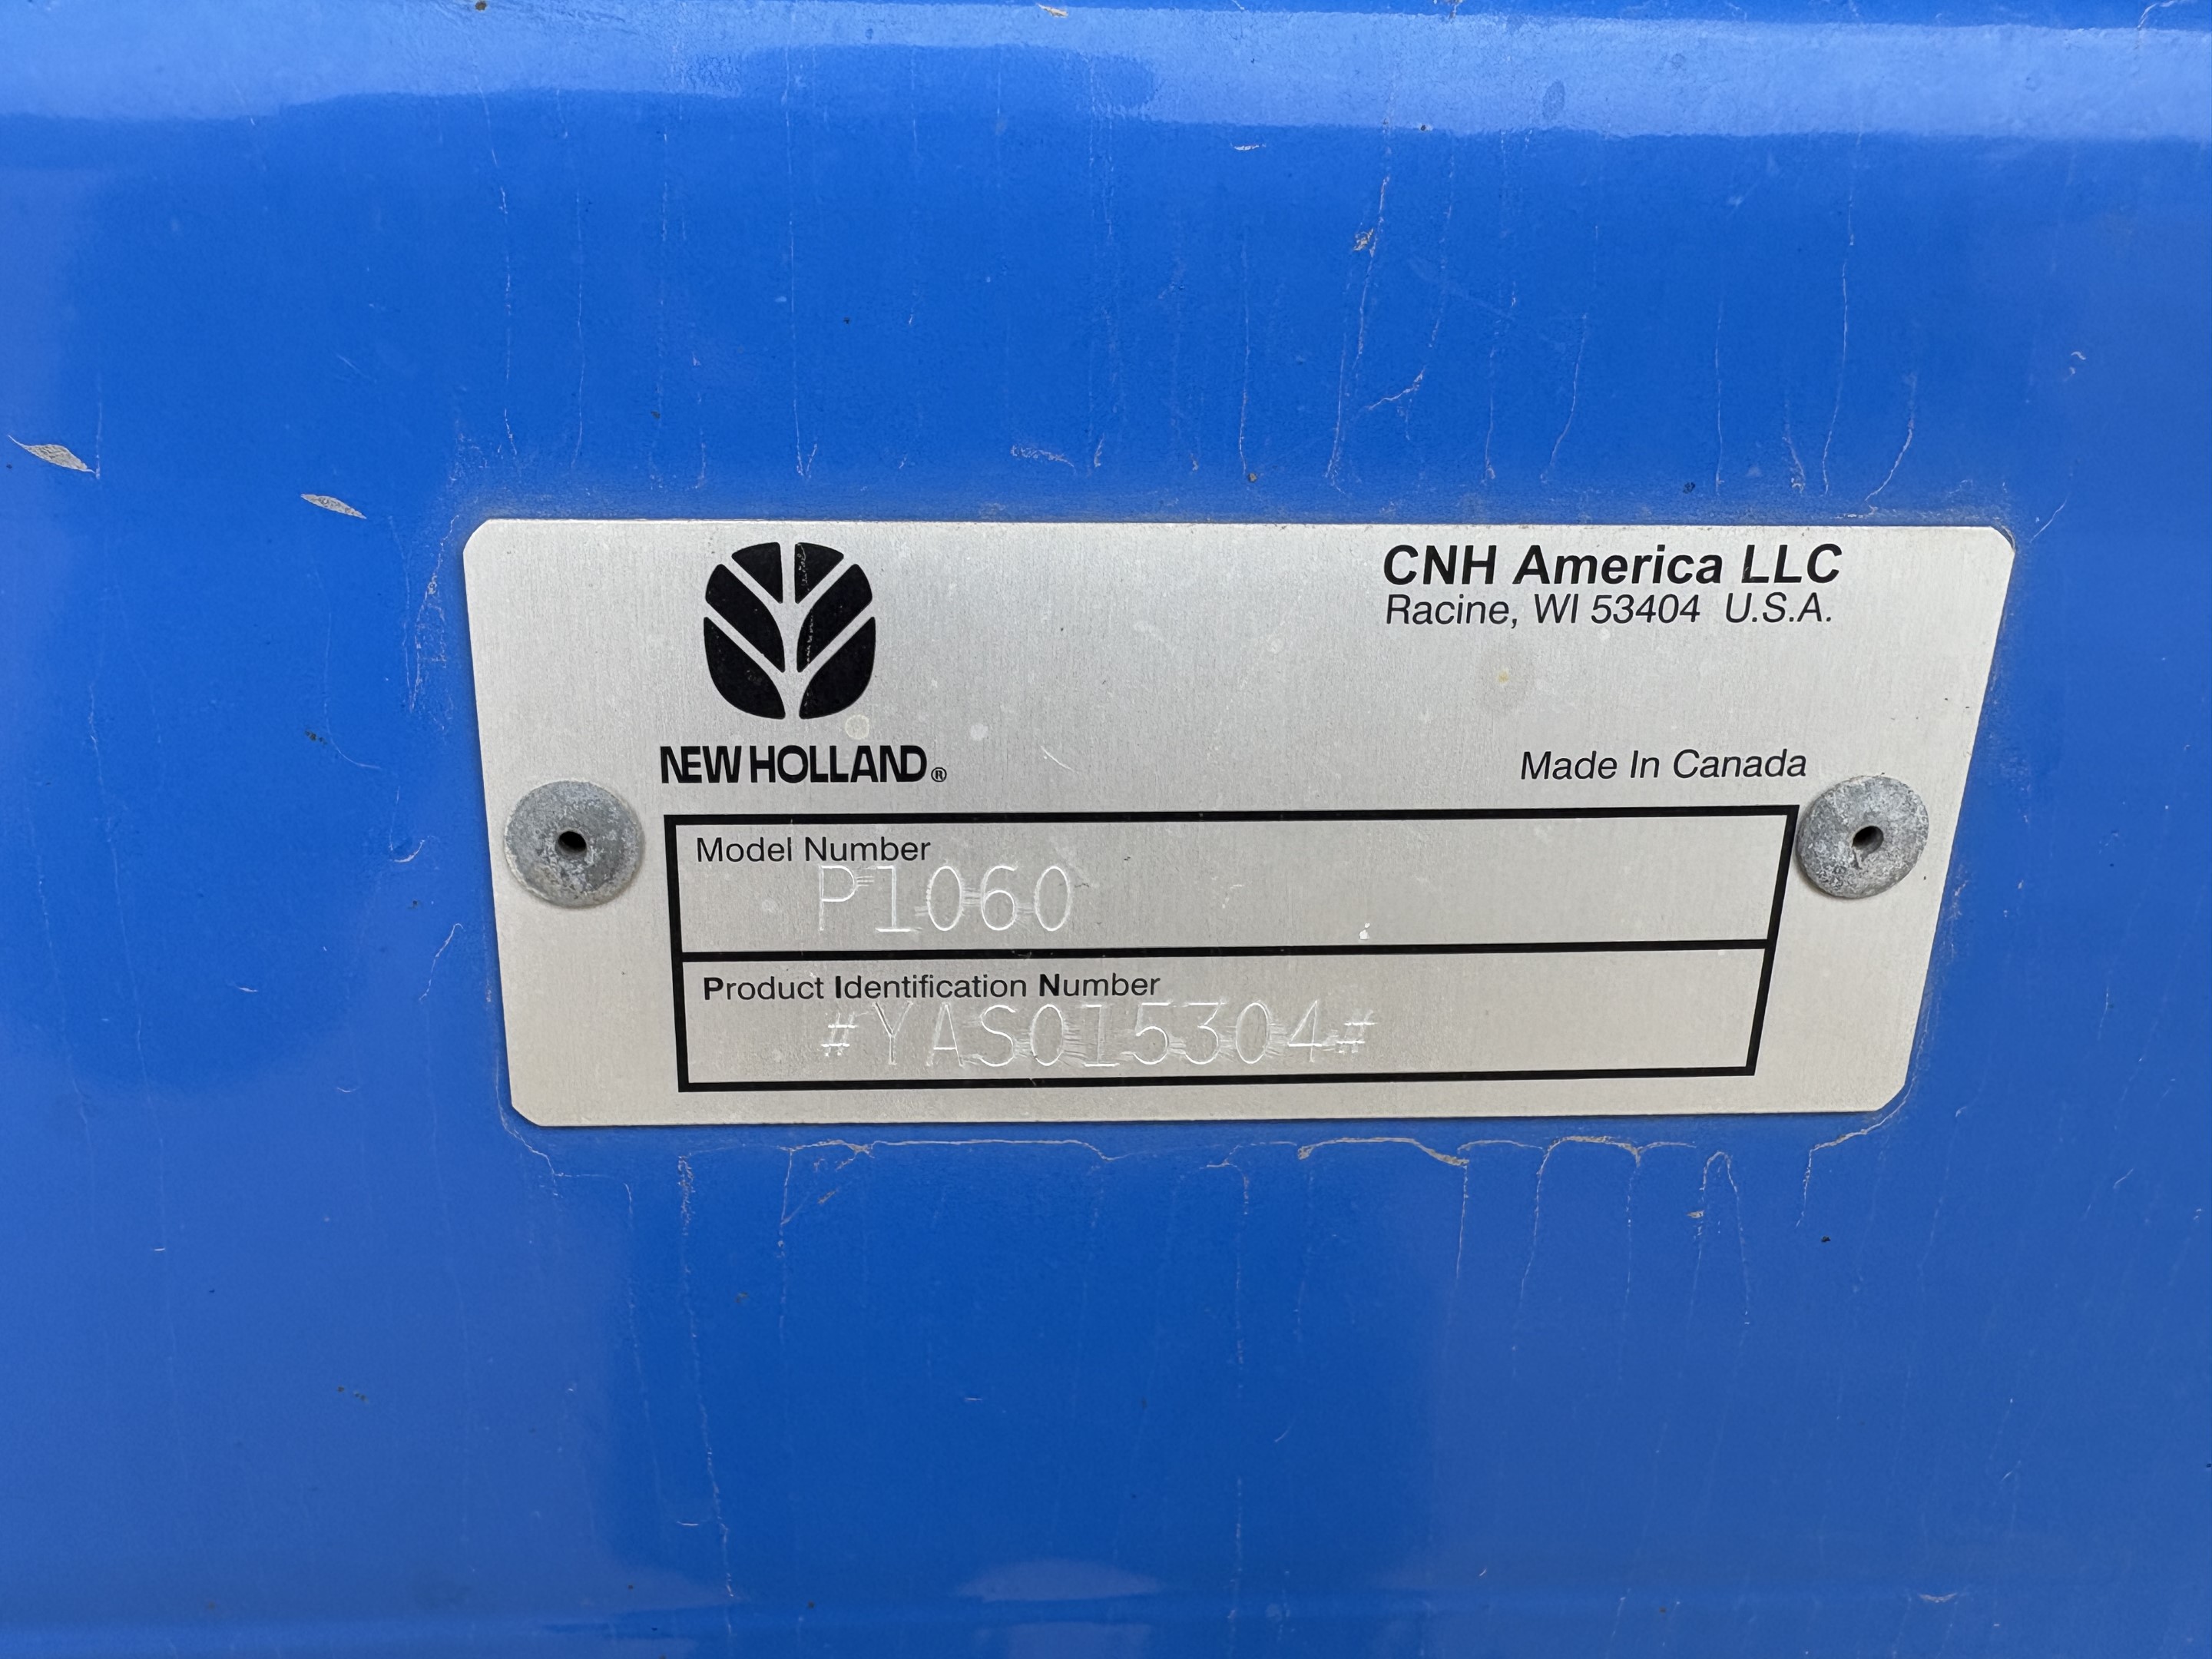 CNH America LLC
Racine, WI 53404 U.S.A.
NEW HOLLAND®
Made In Canada
Model Number
P1060
Product Identification Number
#YAS015304#